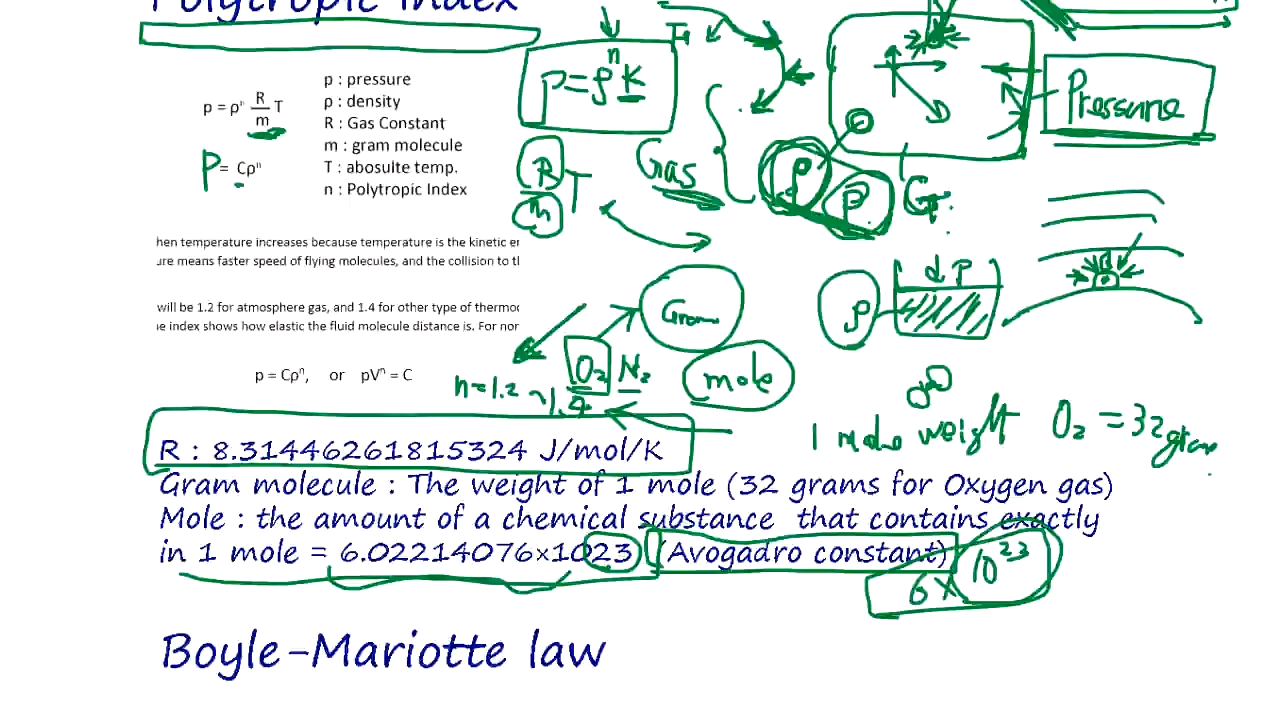 Polytropic Index
p = ρⁿ R/m T
P = Cρⁿ
p : pressure
ρ : density
R : Gas Constant
m : gram molecule
T : abosulte temp.
n : Polytropic Index
P = ρⁿ K
F
Pressure
Gas
R T
m
ρ
P
G
hen temperature increases because temperature is the kinetic er
ure means faster speed of flying molecules, and the collision to tl
ρ
d P
Gram
will be 1.2 for atmosphere gas, and 1.4 for other type of thermoc
ie index shows how elastic the fluid molecule distance is. For nor
O₂ N₂
mole
p = Cρⁿ, or pVⁿ = C
n=1.2 ~1.4
1 mole weight O₂ = 32 gram
R : 8.31446261815324 J/mol/K
Gram molecule : The weight of 1 mole (32 grams for Oxygen gas)
Mole : the amount of a chemical substance that contains exactly
in 1 mole = 6.02214076×1023 (Avogadro constant)
6 × 10²³
Boyle-Mariotte law